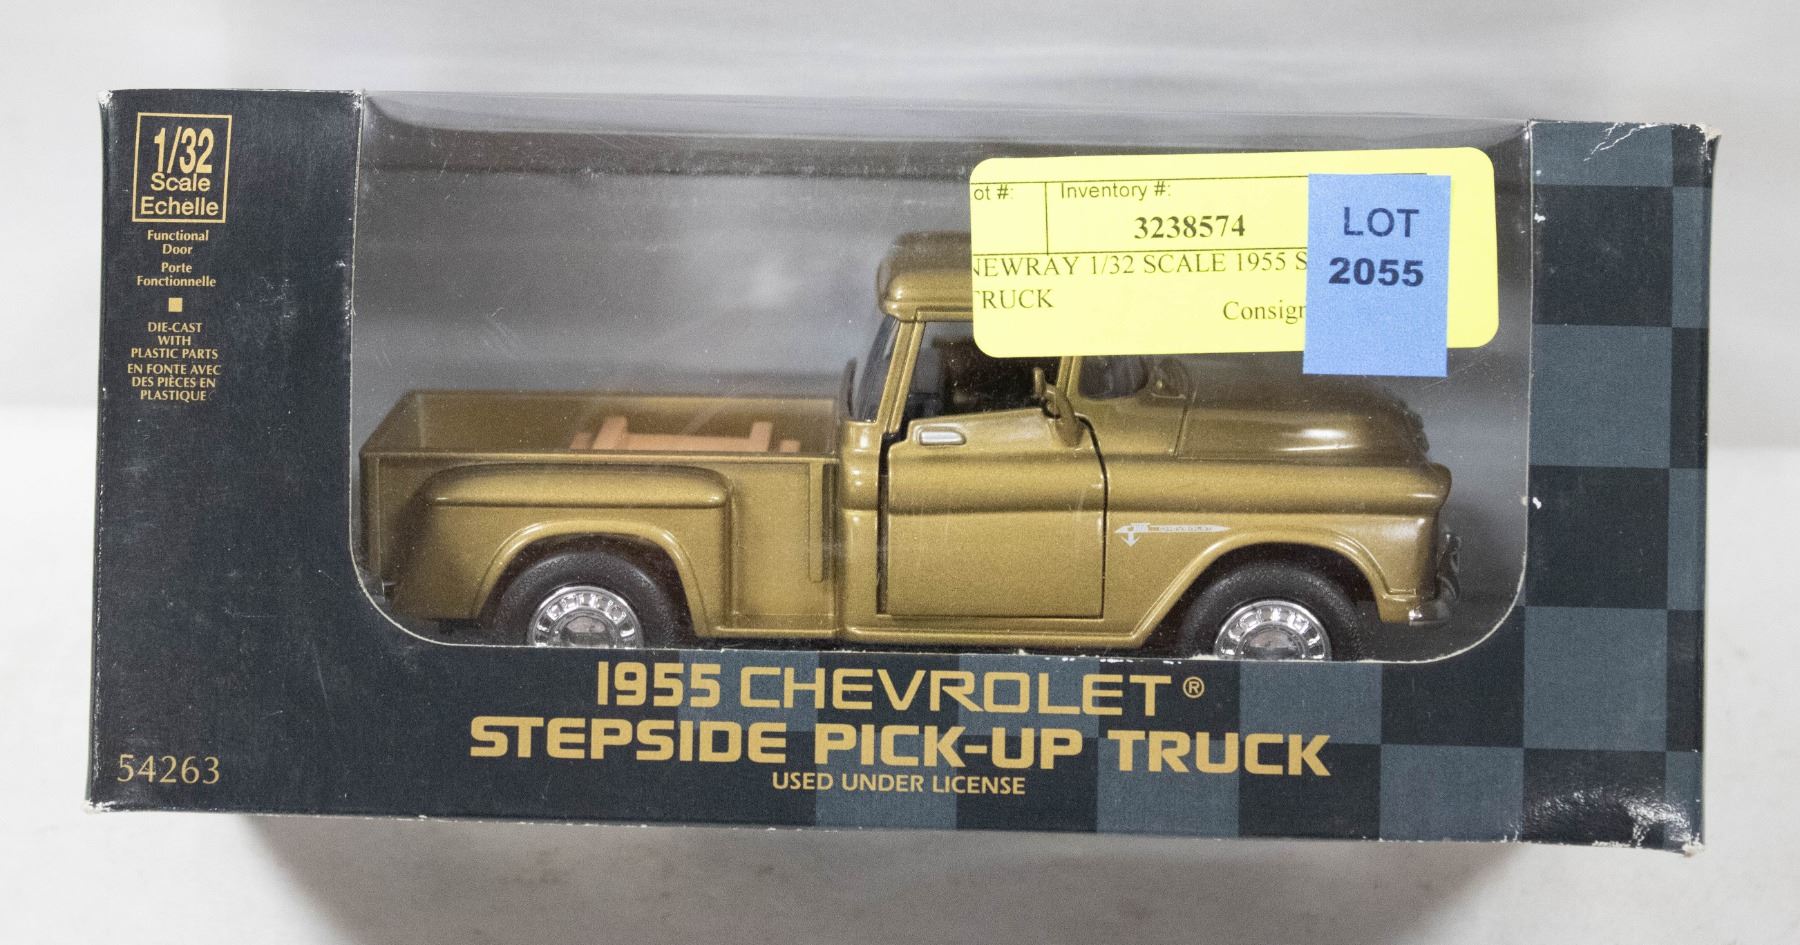 1/32
Scale
Echelle
Functional
Door
Porte
Fonctionnelle
DIE-CAST
WITH
PLASTIC PARTS
EN FONTE AVEC
DES PIÈCES EN
PLASTIQUE
54263
ot #: Inventory #:
3238574
NEWRAY 1/32 SCALE 1955 S
TRUCK
Consign
LOT
2055
CHEVROLET
1955 CHEVROLET®
STEPSIDE PICK-UP TRUCK
USED UNDER LICENSE